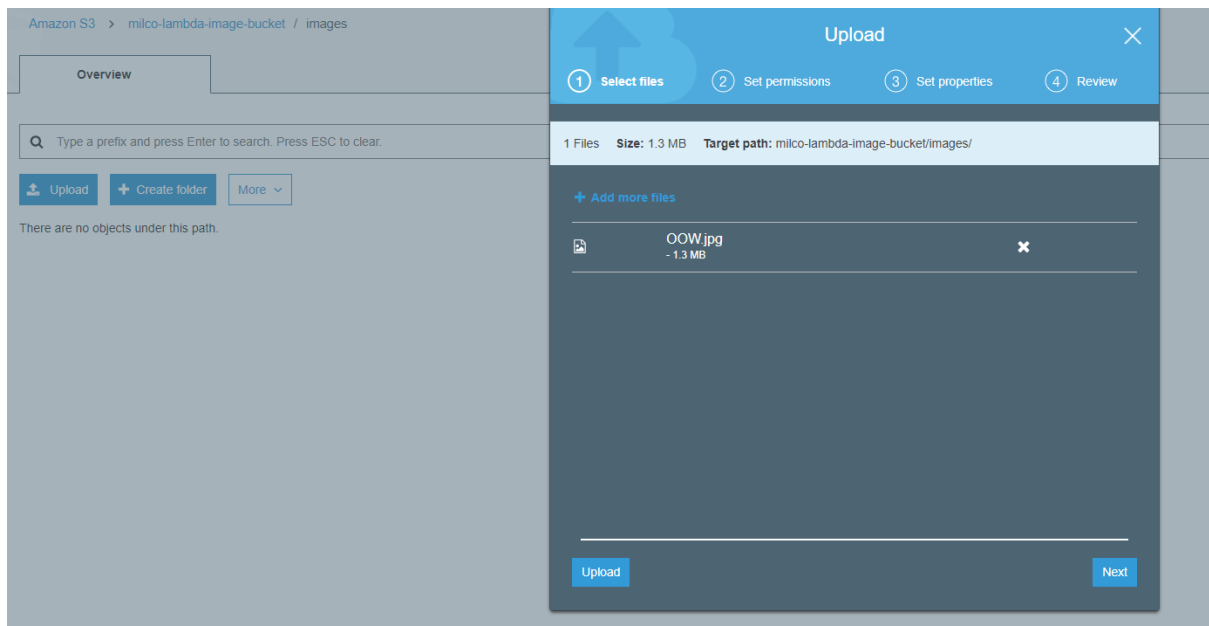 Amazon S3 > milco-lambda-image-bucket / images
Overview
Type a prefix and press Enter to search. Press ESC to clear.
Upload + Create folder More
There are no objects under this path.
Upload
1 Select files 2 Set permissions 3 Set properties 4 Review
1 Files Size: 1.3 MB Target path: milco-lambda-image-bucket/images/
+ Add more files
OOW.jpg
- 1.3 MB
Upload Next